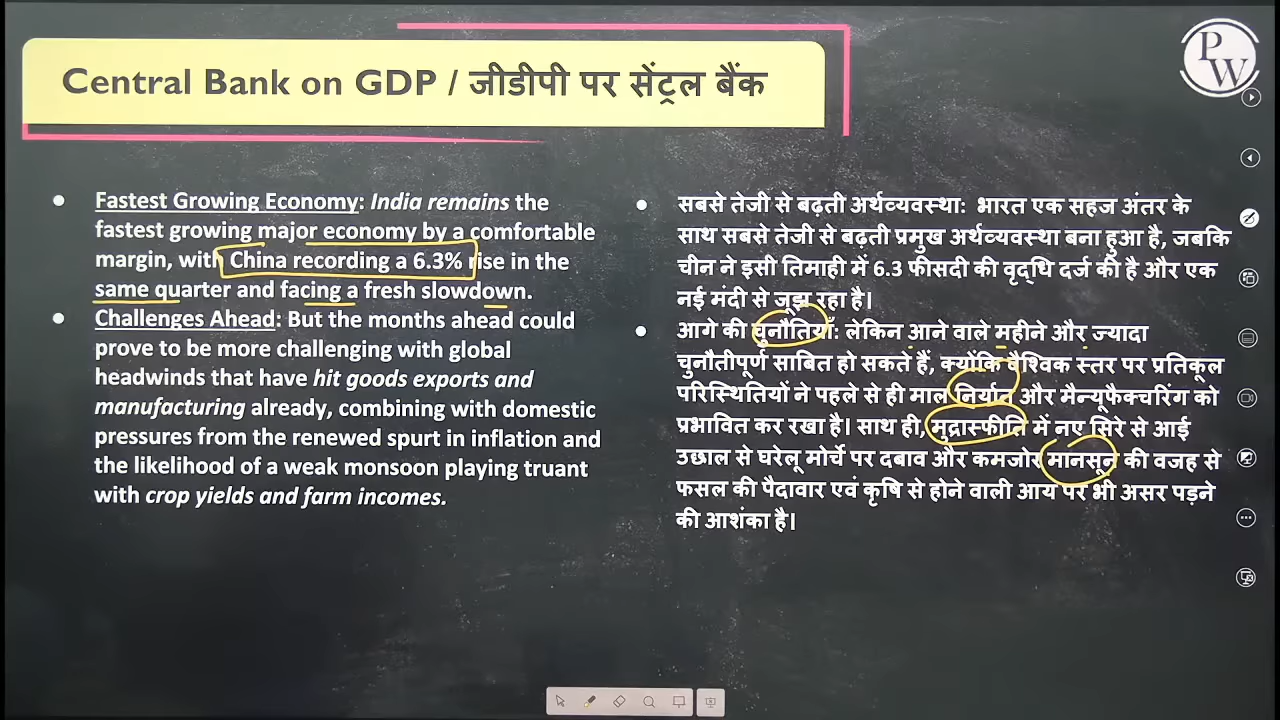 Central Bank on GDP / जीडीपी पर सेंट्रल बैंक
PW
• Fastest Growing Economy: India remains the
fastest growing major economy by a comfortable
margin, with China recording a 6.3% rise in the
same quarter and facing a fresh slowdown.
• Challenges Ahead: But the months ahead could
prove to be more challenging with global
headwinds that have hit goods exports and
manufacturing already, combining with domestic
pressures from the renewed spurt in inflation and
the likelihood of a weak monsoon playing truant
with crop yields and farm incomes.
• सबसे तेजी से बढ़ती अर्थव्यवस्था: भारत एक सहज अंतर के
साथ सबसे तेजी से बढ़ती प्रमुख अर्थव्यवस्था बना हुआ है, जबकि
चीन ने इसी तिमाही में 6.3 फीसदी की वृद्धि दर्ज की है और एक
नई मंदी से जूझ रहा है।
• आगे की चुनौतियाँ: लेकिन आने वाले महीने और ज्यादा
चुनौतीपूर्ण साबित हो सकते हैं, क्योंकि वैश्विक स्तर पर प्रतिकूल
परिस्थितियों ने पहले से ही माल निर्यात और मैन्यूफैक्चरिंग को
प्रभावित कर रखा है। साथ ही, मुद्रास्फीति में नए सिरे से आई
उछाल से घरेलू मोर्चे पर दबाव और कमजोर मानसून की वजह से
फसल की पैदावार एवं कृषि से होने वाली आय पर भी असर पड़ने
की आशंका है।